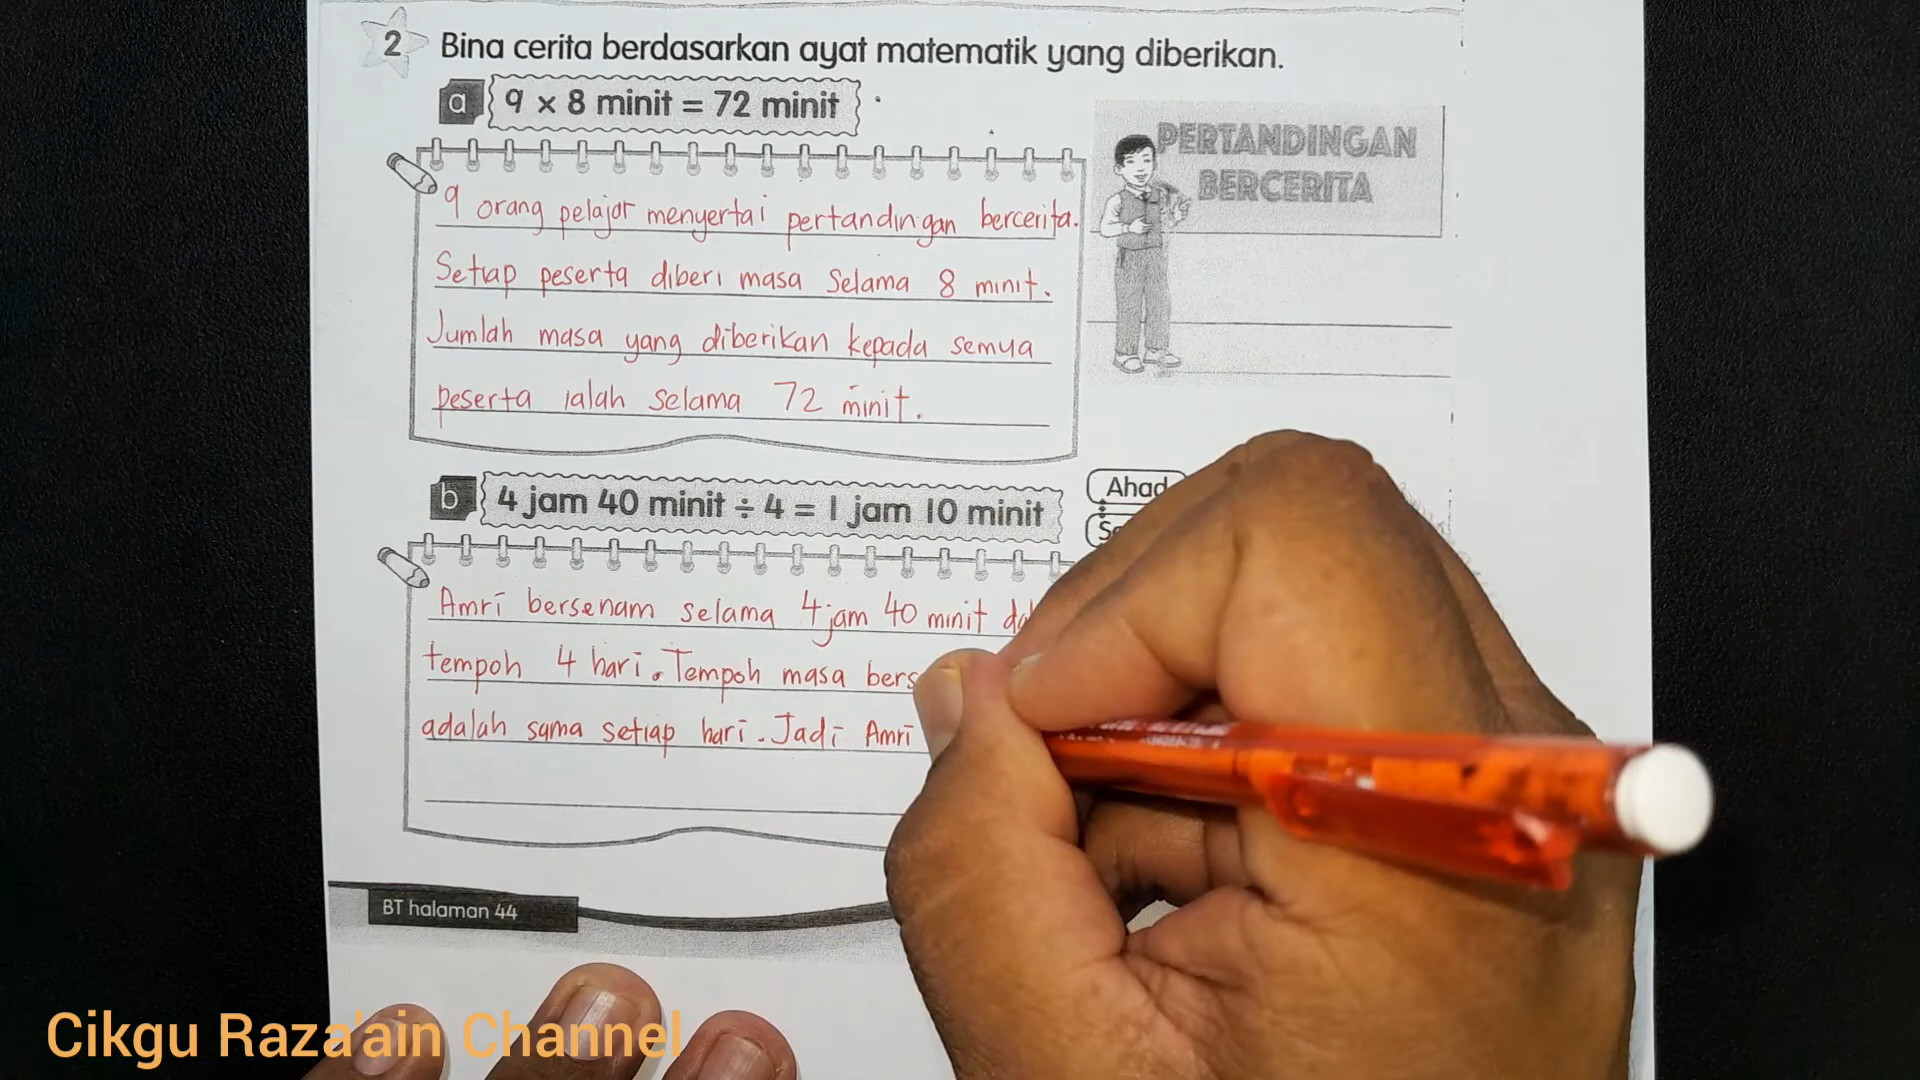 2 Bina cerita berdasarkan ayat matematik yang diberikan.
a 9 × 8 minit = 72 minit
PERTANDINGAN
BERCERITA
9 orang pelajar menyertai pertandingan bercerita.
Setiap peserta diberi masa selama 8 minit.
Jumlah masa yang diberikan kepada semua
peserta ialah selama 72 minit.
b 4 jam 40 minit ÷ 4 = 1 jam 10 minit
Ahad
Amri bersenam selama 4 jam 40 minit
tempoh 4 hari. Tempoh masa
adalah sama setiap hari. Jadi Amri
BT halaman 44
Cikgu Raza'ain Channel